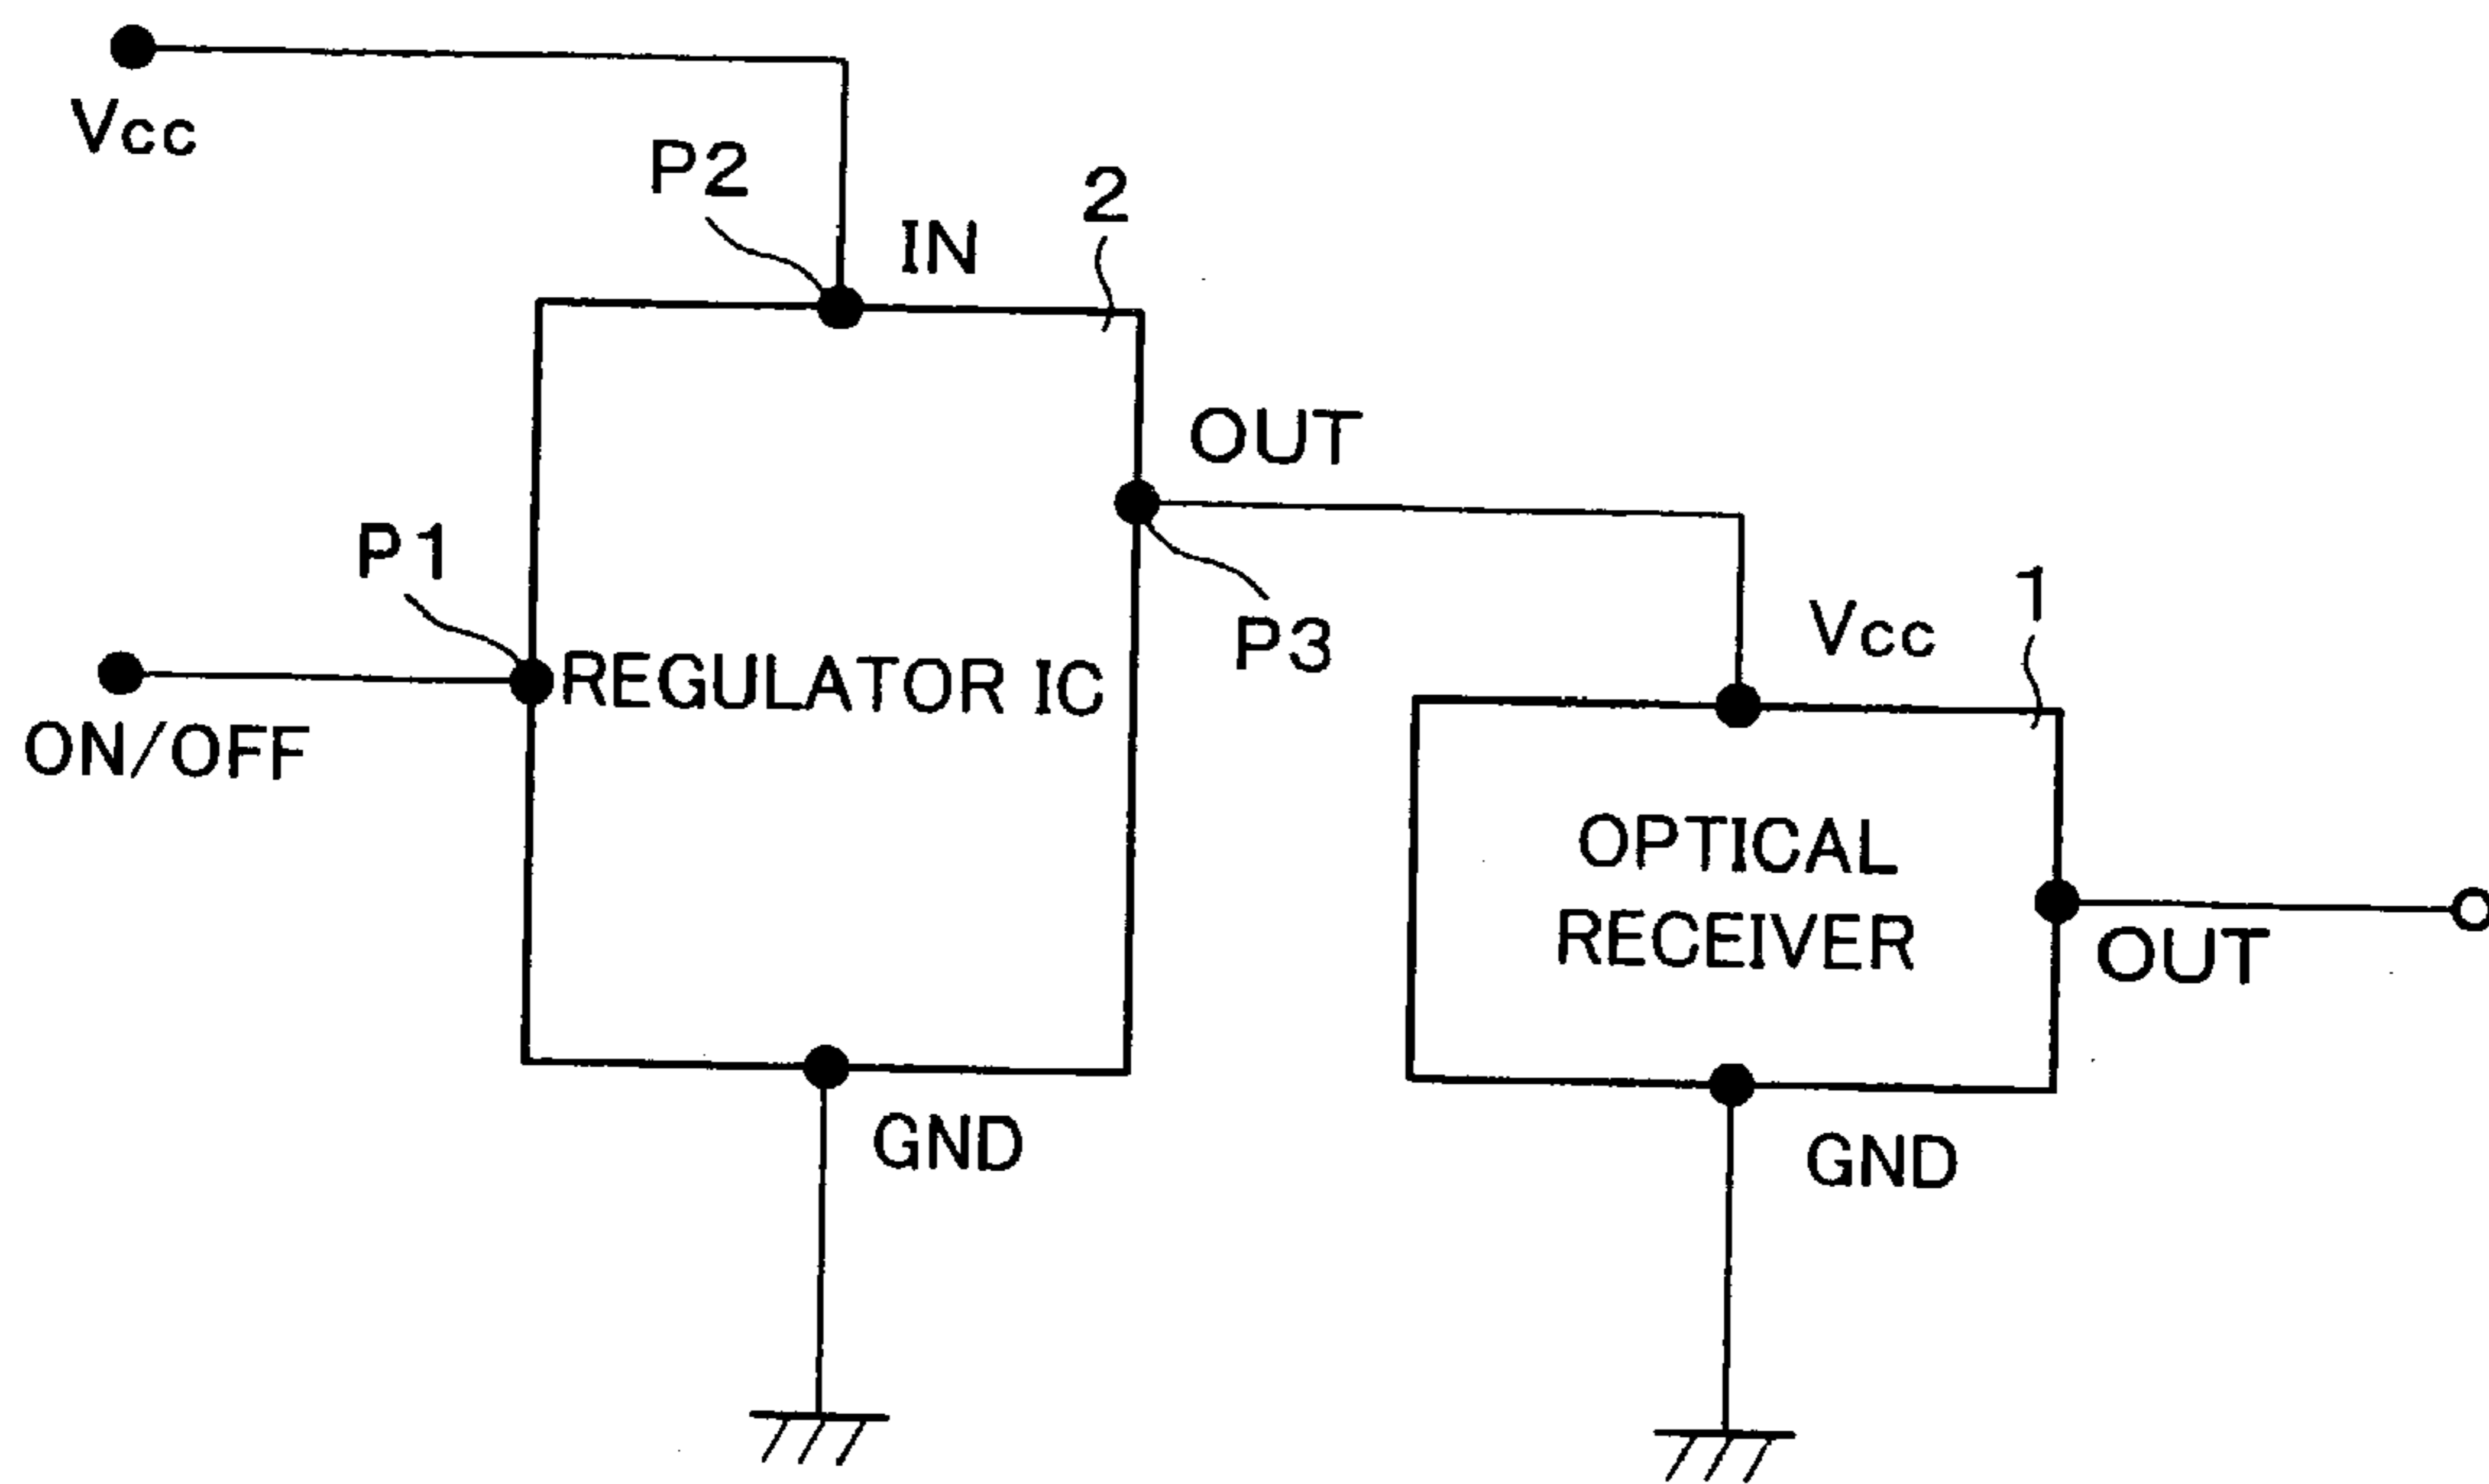 Vcc
P2
IN
2
OUT
P1
P3
REGULATOR IC
ON/OFF
Vcc
1
OPTICAL
RECEIVER
OUT
GND
GND